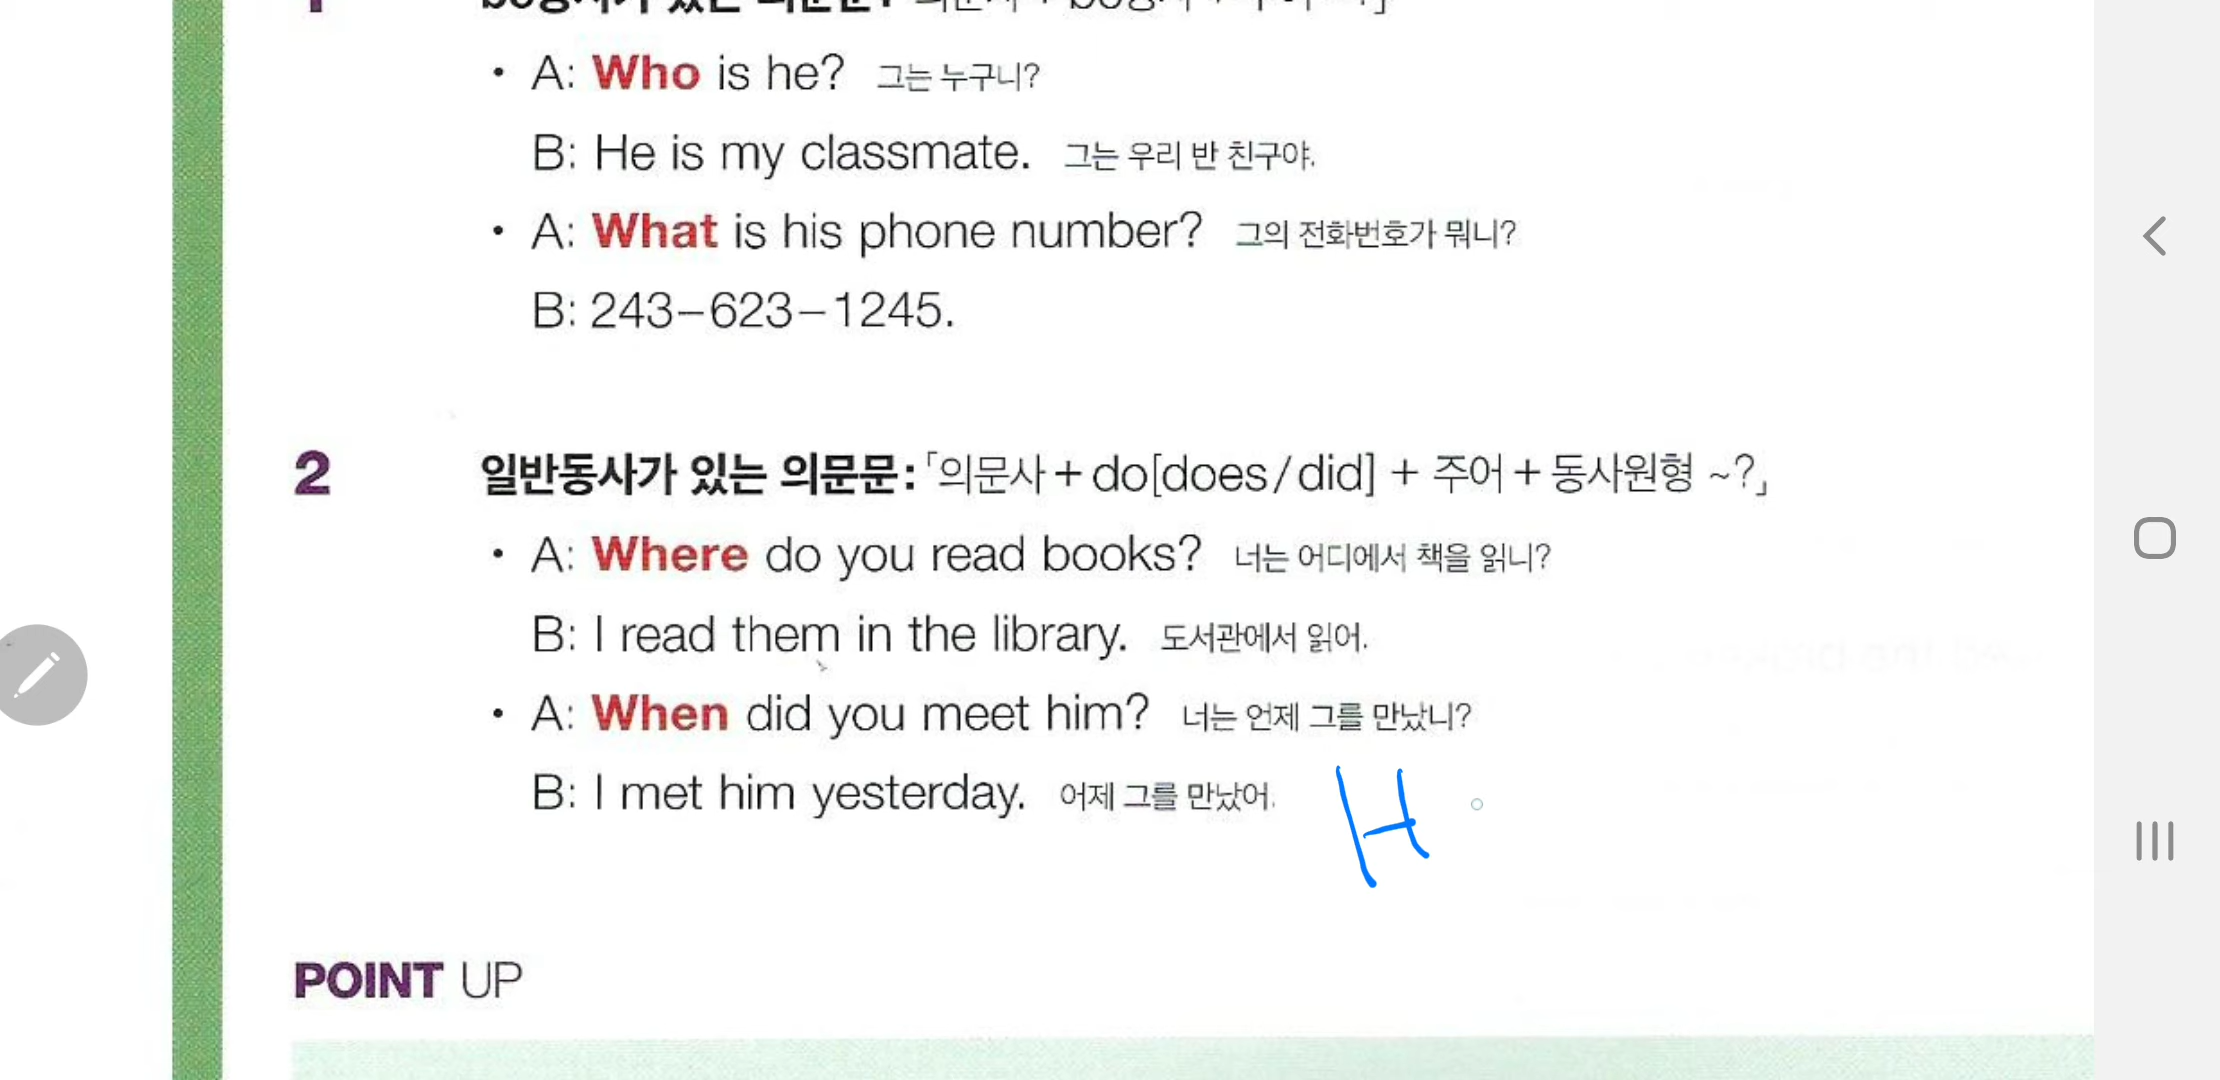 • A: Who is he? 그는 누구니?
B: He is my classmate. 그는 우리 반 친구야.
• A: What is his phone number? 그의 전화번호가 뭐니?
B: 243–623–1245.
2 일반동사가 있는 의문문: 「의문사 + do[does/did] + 주어 + 동사원형 ~?」
• A: Where do you read books? 너는 어디에서 책을 읽니?
B: I read them in the library. 도서관에서 읽어.
• A: When did you meet him? 너는 언제 그를 만났니?
B: I met him yesterday. 어제 그를 만났어.
H
POINT UP